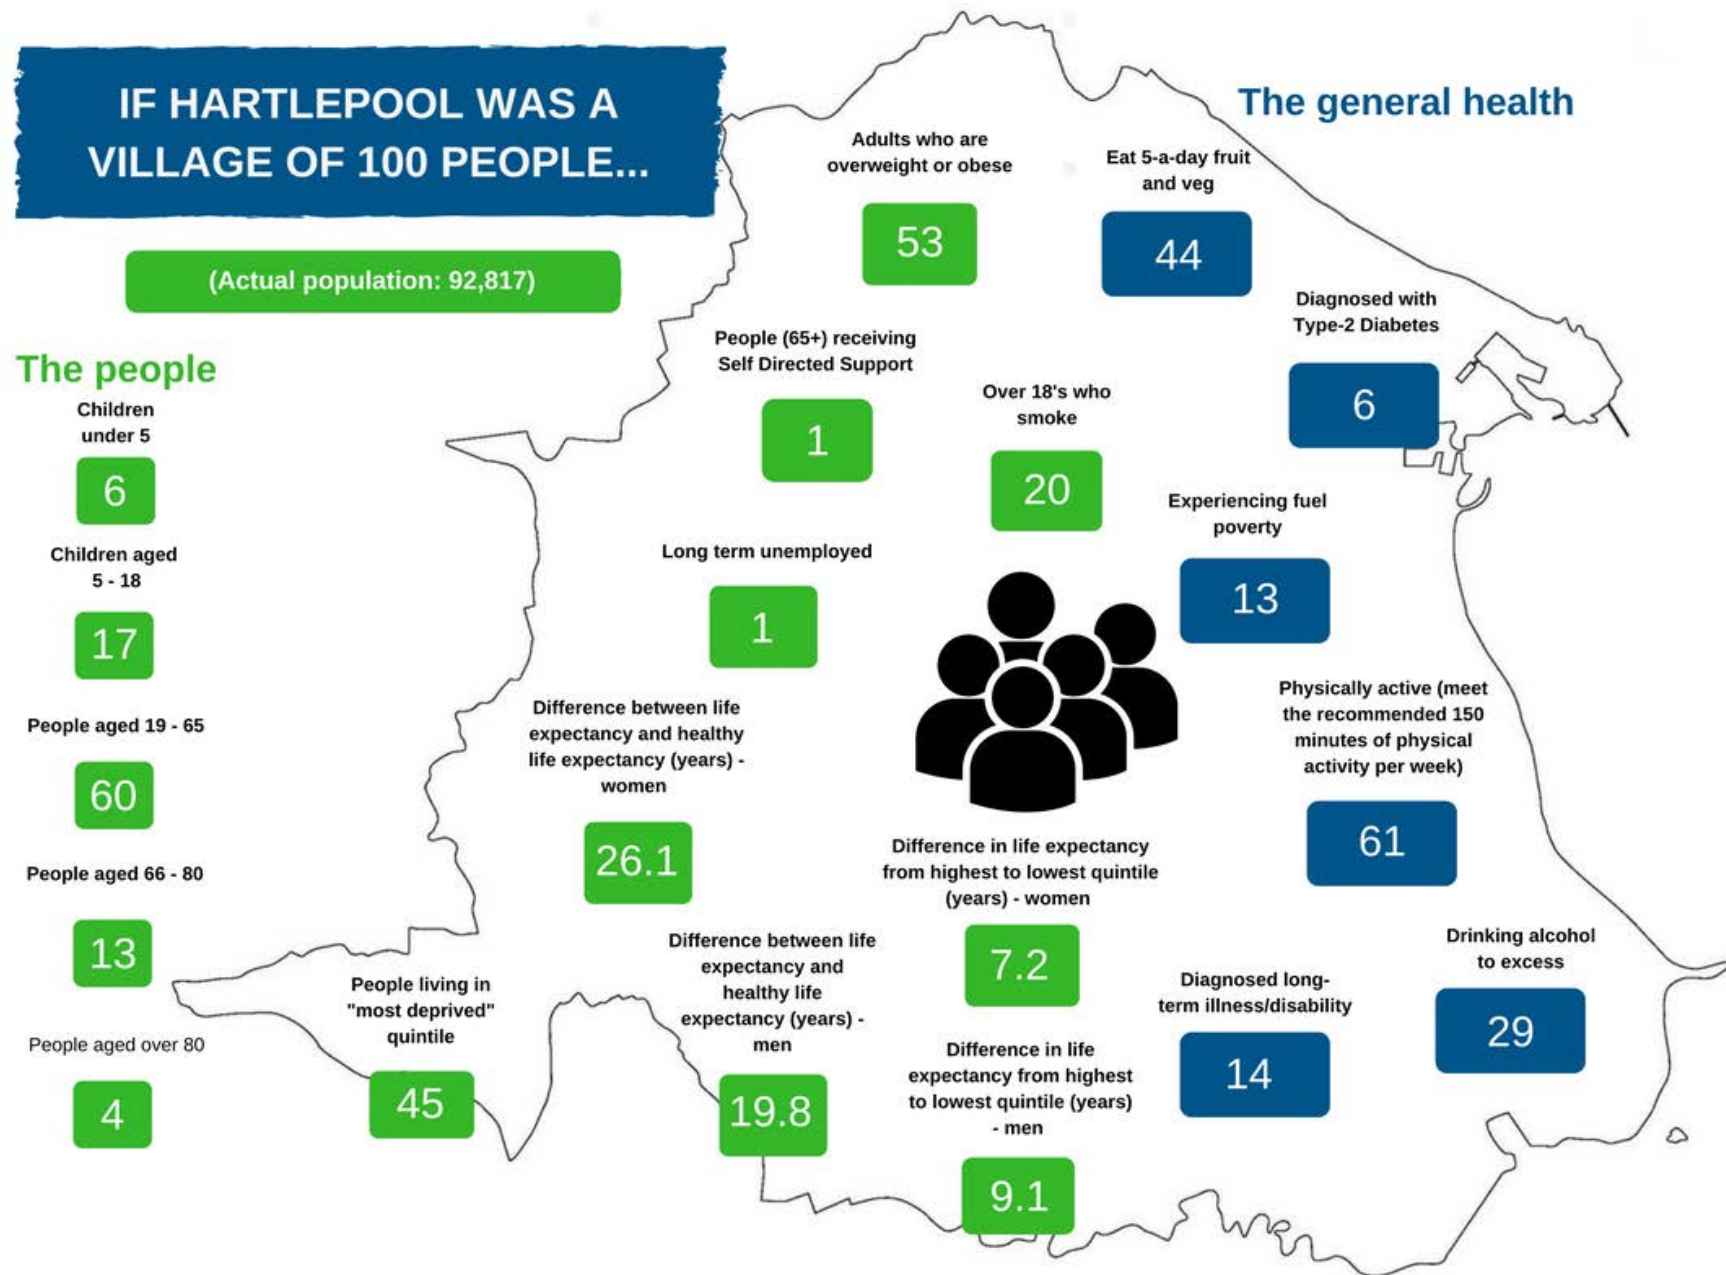 IF HARTLEPOOL WAS A
VILLAGE OF 100 PEOPLE...
(Actual population: 92,817)
The people
Children
under 5
6
Children aged
5 - 18
17
People aged 19 - 65
60
People aged 66 - 80
13
People aged over 80
4
The general health
Adults who are
overweight or obese
53
Eat 5-a-day fruit
and veg
44
Diagnosed with
Type-2 Diabetes
6
People (65+) receiving
Self Directed Support
1
Over 18's who
smoke
20
Experiencing fuel
poverty
13
Long term unemployed
1
Physically active (meet
the recommended 150
minutes of physical
activity per week)
61
Difference between life
expectancy and healthy
life expectancy (years) -
women
26.1
Difference in life expectancy
from highest to lowest quintile
(years) - women
7.2
Drinking alcohol
to excess
29
People living in
"most deprived"
quintile
45
Difference between life
expectancy and
healthy life
expectancy (years) -
men
19.8
Difference in life
expectancy from highest
to lowest quintile (years)
- men
9.1
Diagnosed long-
term illness/disability
14